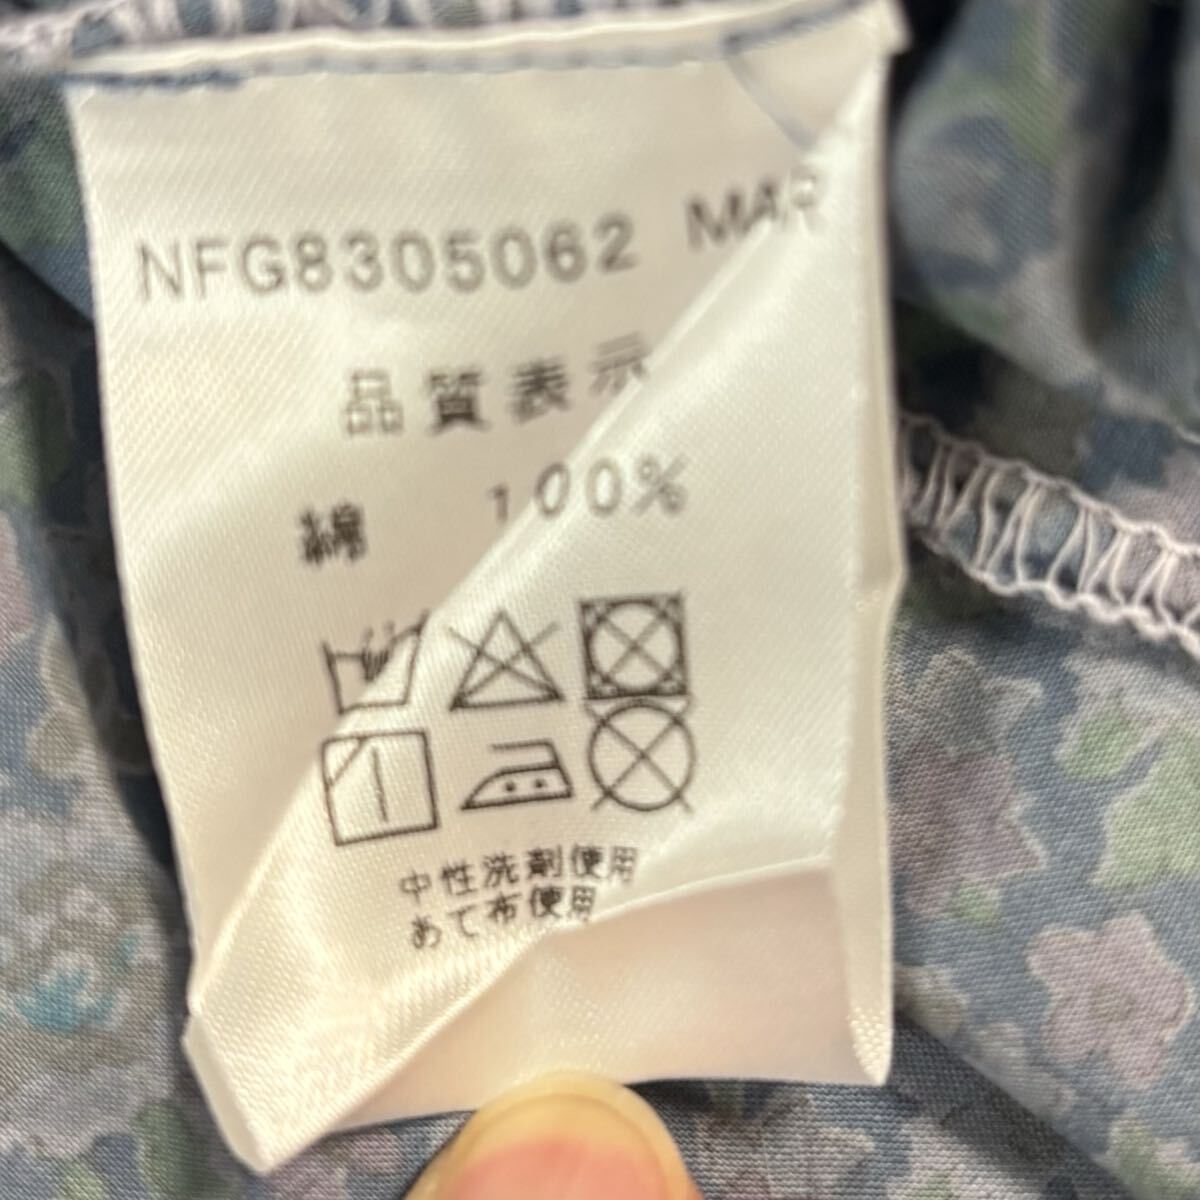 NFG8305062 MAR
品質表示
綿 100%
中性洗剤使用
あて布使用